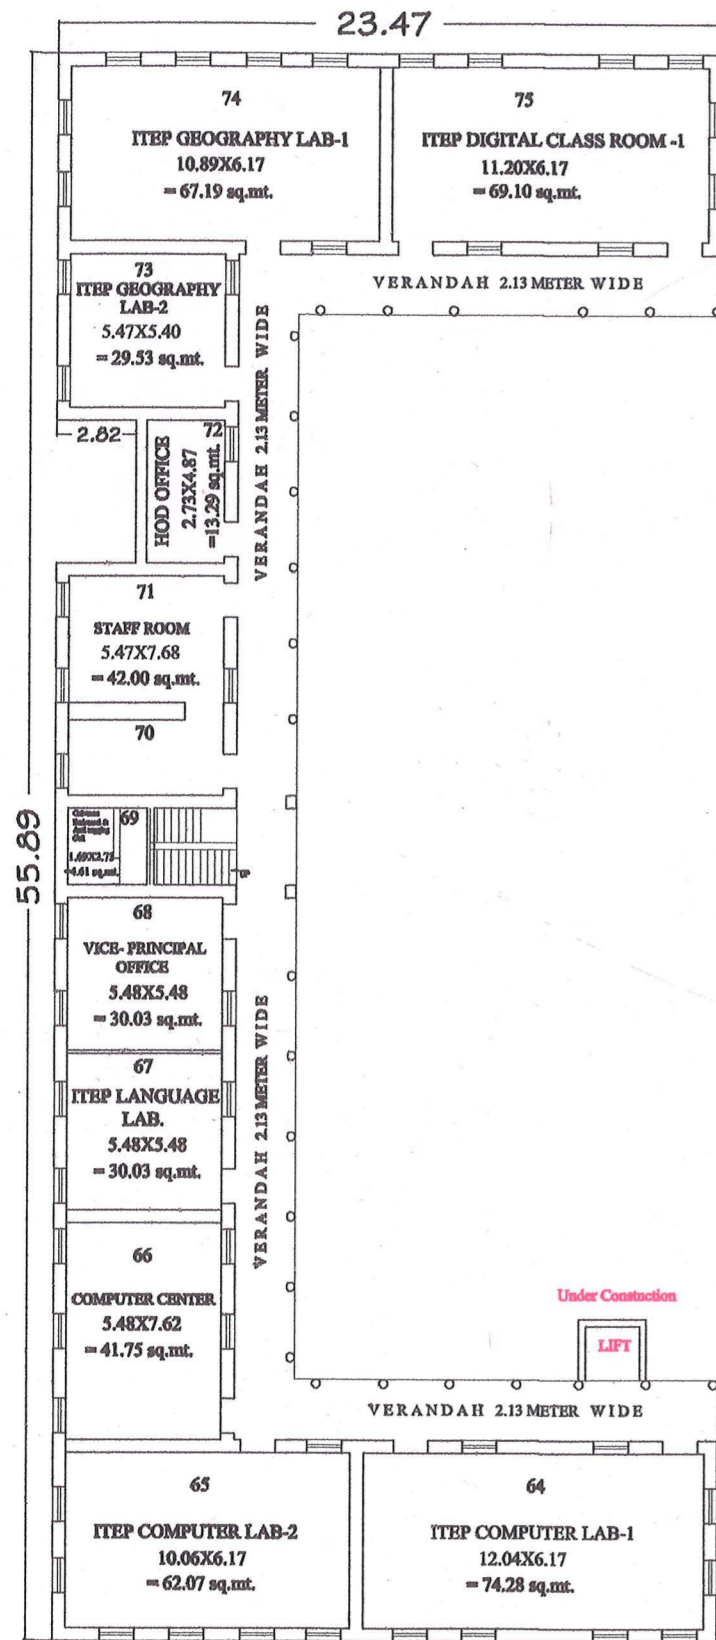 23.47
74
ITEP GEOGRAPHY LAB-1
10.89X6.17
= 67.19 sq.mt.
75
ITEP DIGITAL CLASS ROOM -1
11.20X6.17
= 69.10 sq.mt.
VERANDAH 2.13 METER WIDE
73
ITEP GEOGRAPHY
LAB-2
5.47X5.40
= 29.53 sq.mt.
VERANDAH 2.13 METER WIDE
2.82
72
HOD OFFICE
2.73X4.87
=13.29 sq.mt.
71
STAFF ROOM
5.47X7.68
= 42.00 sq.mt.
70
55.89
69
Cell
=4.61 sq.mt.
UP
68
VICE- PRINCIPAL
OFFICE
5.48X5.48
= 30.03 sq.mt.
67
ITEP LANGUAGE
LAB.
5.48X5.48
= 30.03 sq.mt.
VERANDAH 2.13 METER WIDE
66
COMPUTER CENTER
5.48X7.62
= 41.75 sq.mt.
Under Constuction
LIFT
VERANDAH 2.13 METER WIDE
65
ITEP COMPUTER LAB-2
10.06X6.17
= 62.07 sq.mt.
64
ITEP COMPUTER LAB-1
12.04X6.17
= 74.28 sq.mt.